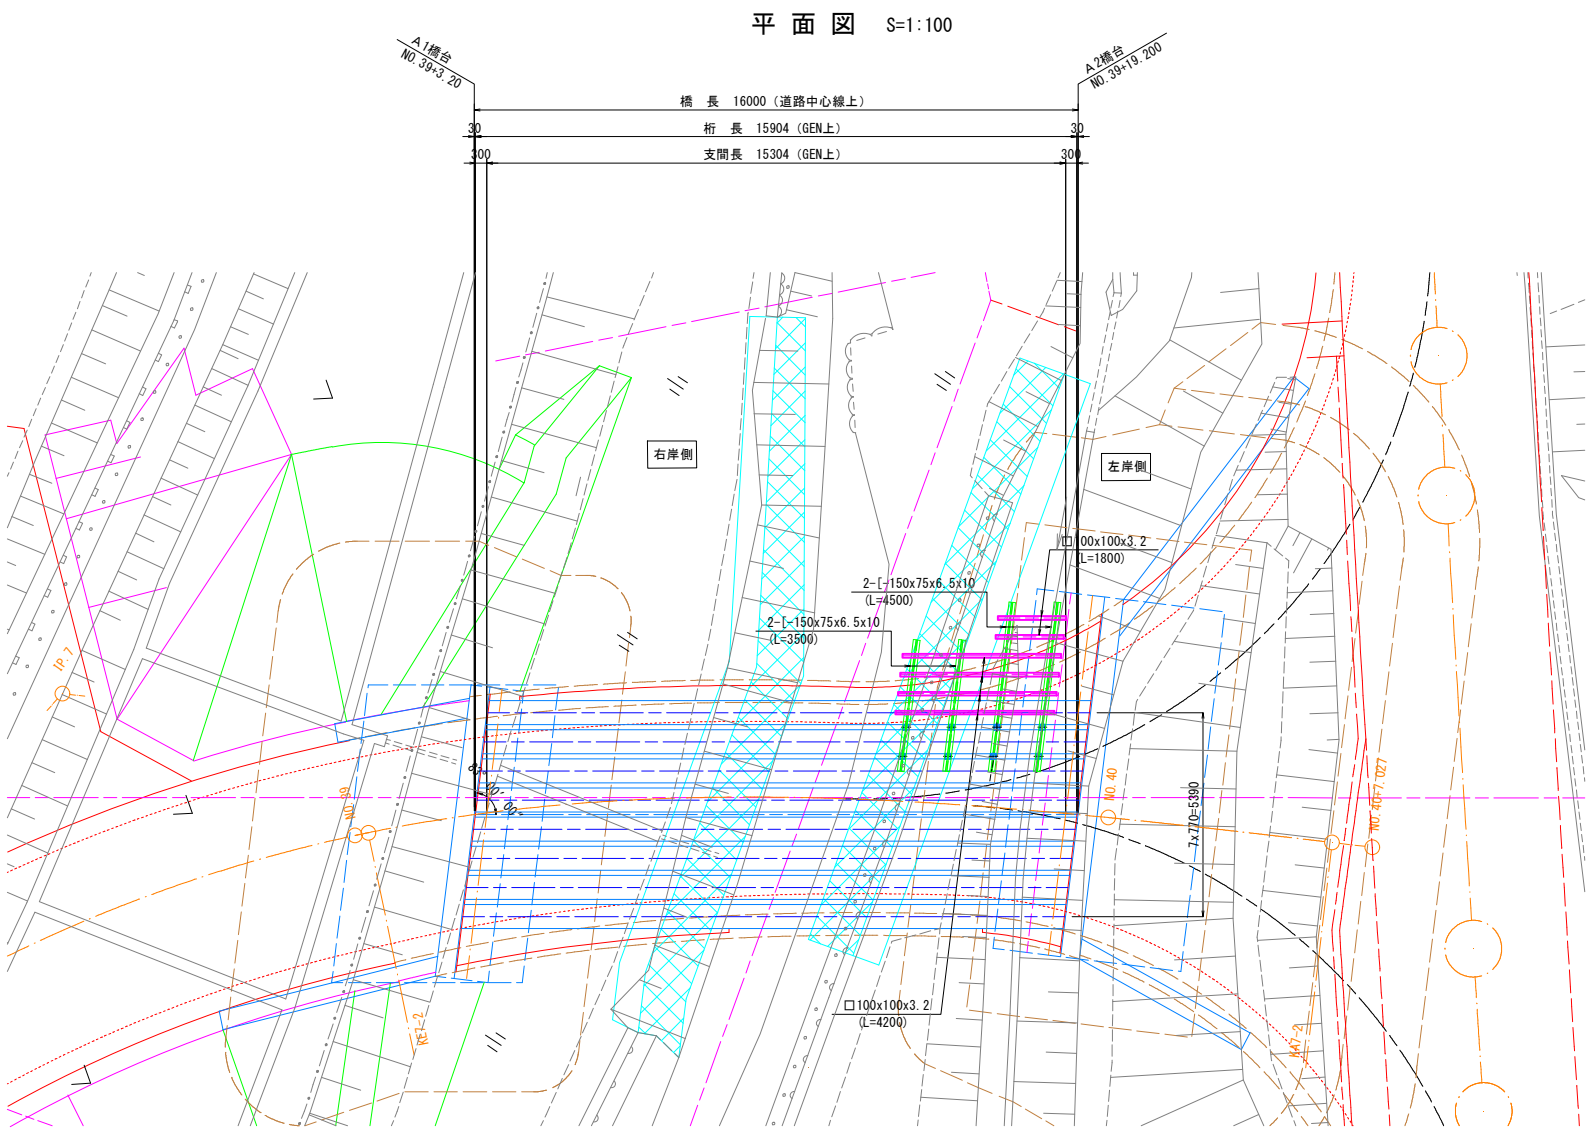 平 面 図 S=1:100
A1橋台
NO.39+3.20
A2橋台
NO.39+19.200
橋 長 16000 (道路中心線上)
30
桁 長 15904 (GEN上)
30
300
支間長 15304 (GEN上)
300
右岸側
左岸側
□100x100x3.2
(L=1800)
2-[-150x75x6.5x10
(L=4500)
2-[-150x75x6.5x10
(L=3500)
IP.7
NO.39
NO.40
NO.40+7.027
7x770=5390
□100x100x3.2
(L=4200)
KE7-2
KA7-2